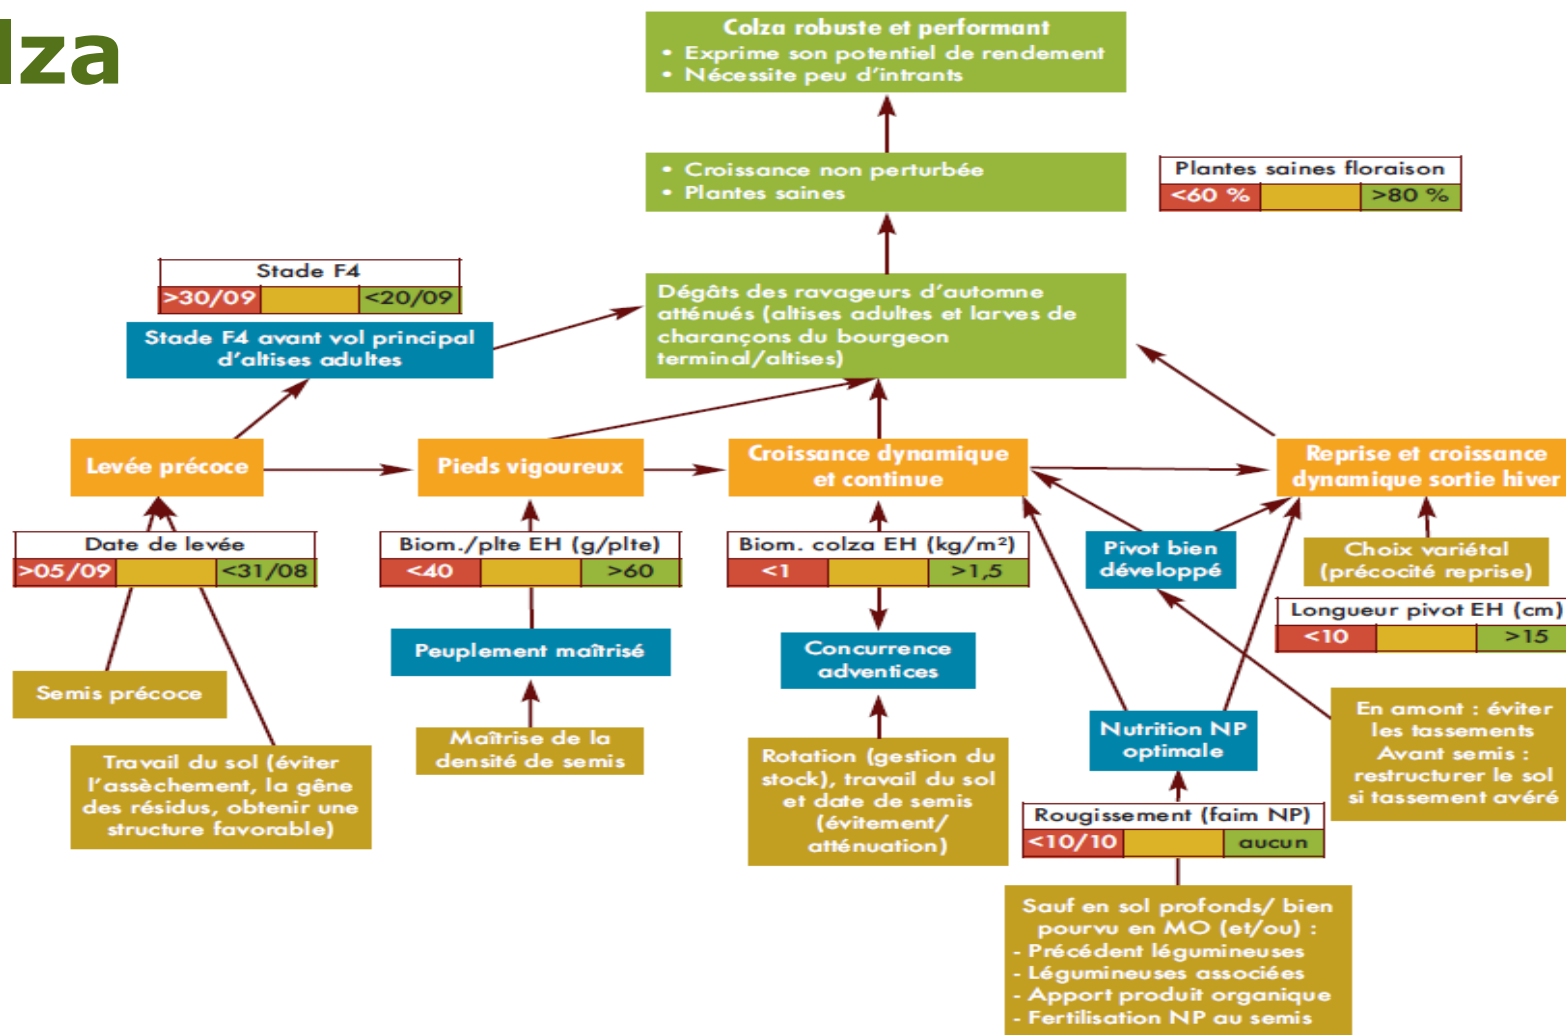 lza
Colza robuste et performant
• Exprime son potentiel de rendement
• Nécessite peu d'intrants
• Croissance non perturbée
• Plantes saines
Plantes saines floraison
<60 % >80 %
Stade F4
>30/09 <20/09
Stade F4 avant vol principal
d'altises adultes
Dégâts des ravageurs d'automne
atténués (altises adultes et larves de
charançons du bourgeon
terminal/altises)
Levée précoce
Pieds vigoureux
Croissance dynamique
et continue
Reprise et croissance
dynamique sortie hiver
Date de levée
>05/09 <31/08
Biom./plte EH (g/plte)
<40 >60
Biom. colza EH (kg/m²)
<1 >1,5
Pivot bien
développé
Choix variétal
(précocité reprise)
Longueur pivot EH (cm)
<10 >15
Semis précoce
Peuplement maîtrisé
Concurrence
adventices
Travail du sol (éviter
l'assèchement, la gêne
des résidus, obtenir une
structure favorable)
Maîtrise de la
densité de semis
Rotation (gestion du
stock), travail du sol
et date de semis
(évitement/
atténuation)
Nutrition NP
optimale
En amont : éviter
les tassements
Avant semis :
restructurer le sol
si tassement avéré
Rougissement (faim NP)
<10/10 aucun
Sauf en sol profonds/ bien
pourvu en MO (et/ou) :
- Précédent légumineuses
- Légumineuses associées
- Apport produit organique
- Fertilisation NP au semis